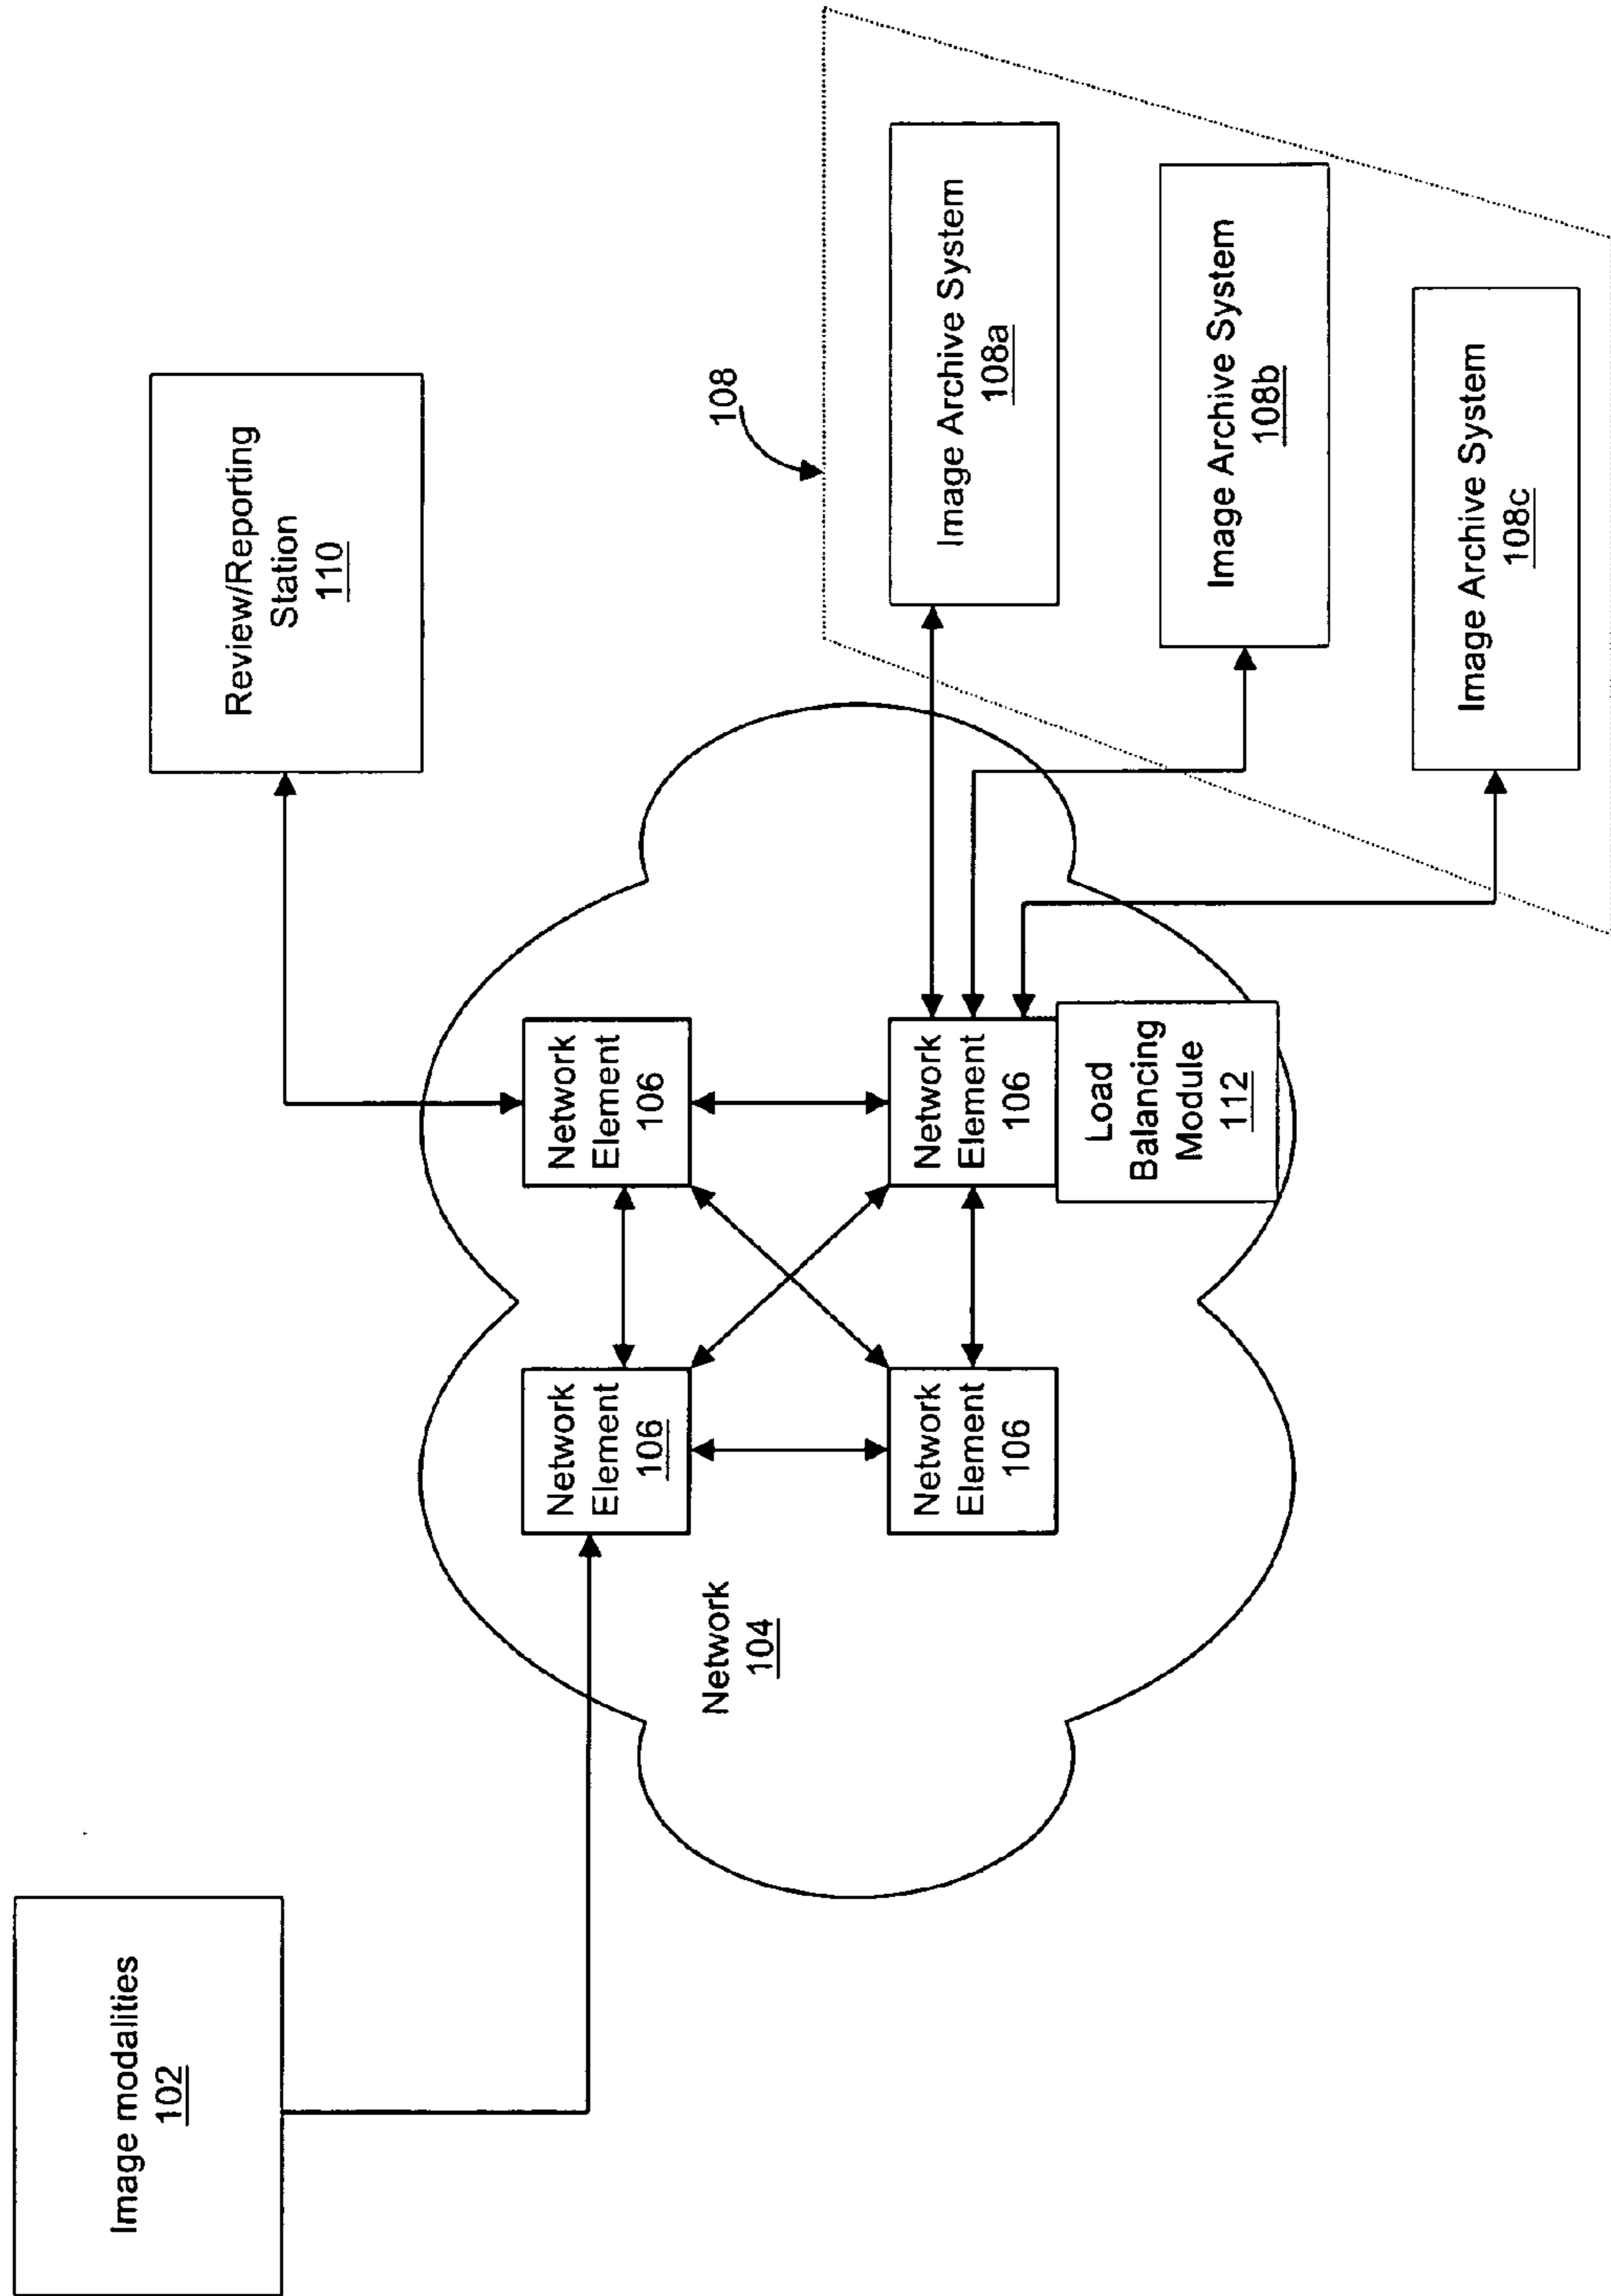 Image modalities
102
Review/Reporting
Station
110
Network
104
Network
Element
106
Network
Element
106
Network
Element
106
Network
Element
106
Load
Balancing
Module
112
108
Image Archive System
108a
Image Archive System
108b
Image Archive System
108c